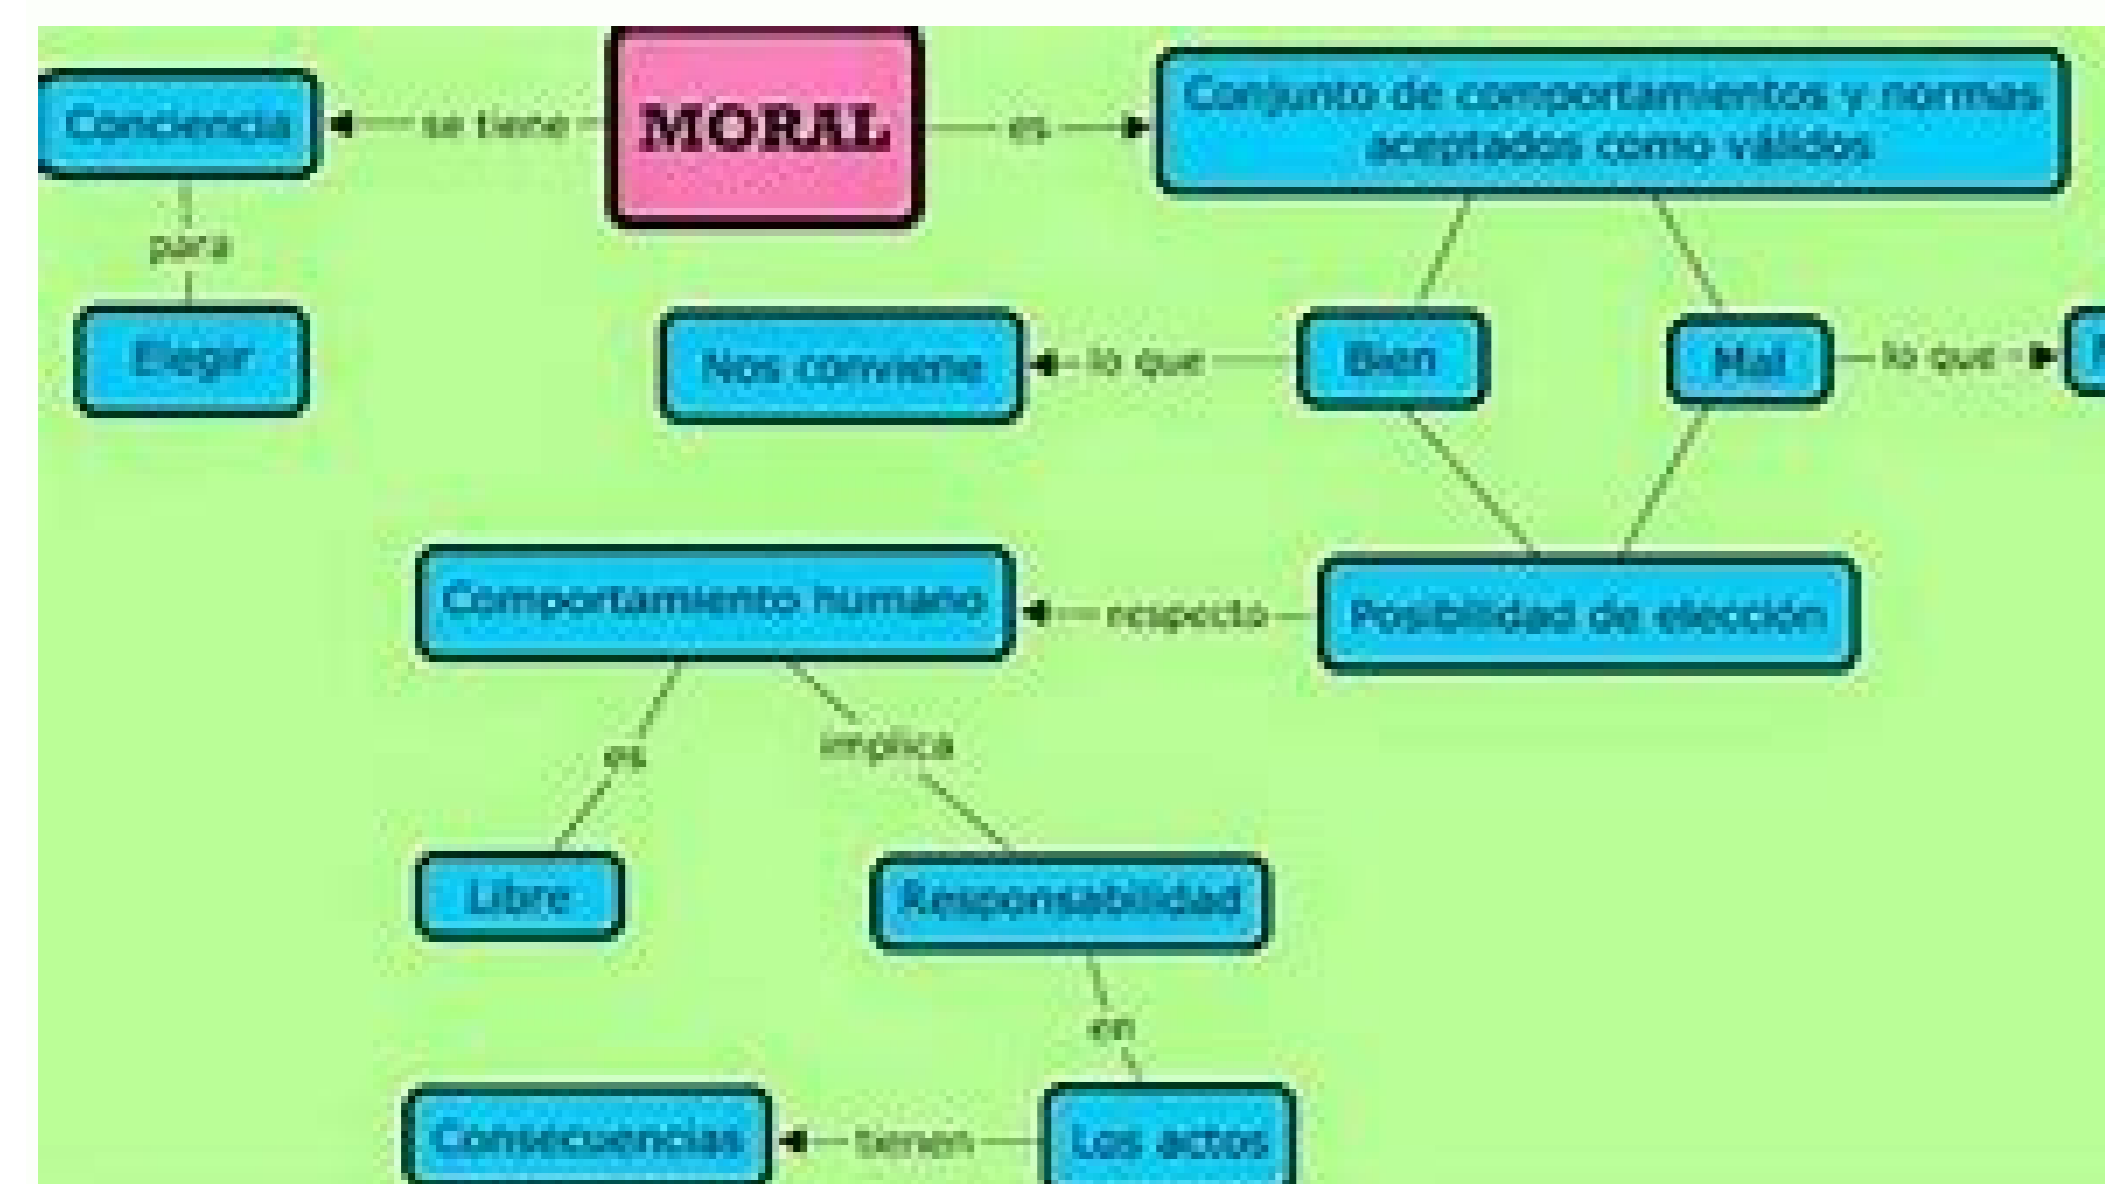 MORAL
se tiene
Conciencia
para
Elegir
es
Conjunto de comportamientos y normas
aceptados como válidos
Bien
lo que
Nos conviene
Mal
lo que
Posibilidad de elección
respecto
Comportamiento humano
es
Libre
implica
Responsabilidad
en
Los actos
tienen
Consecuencias